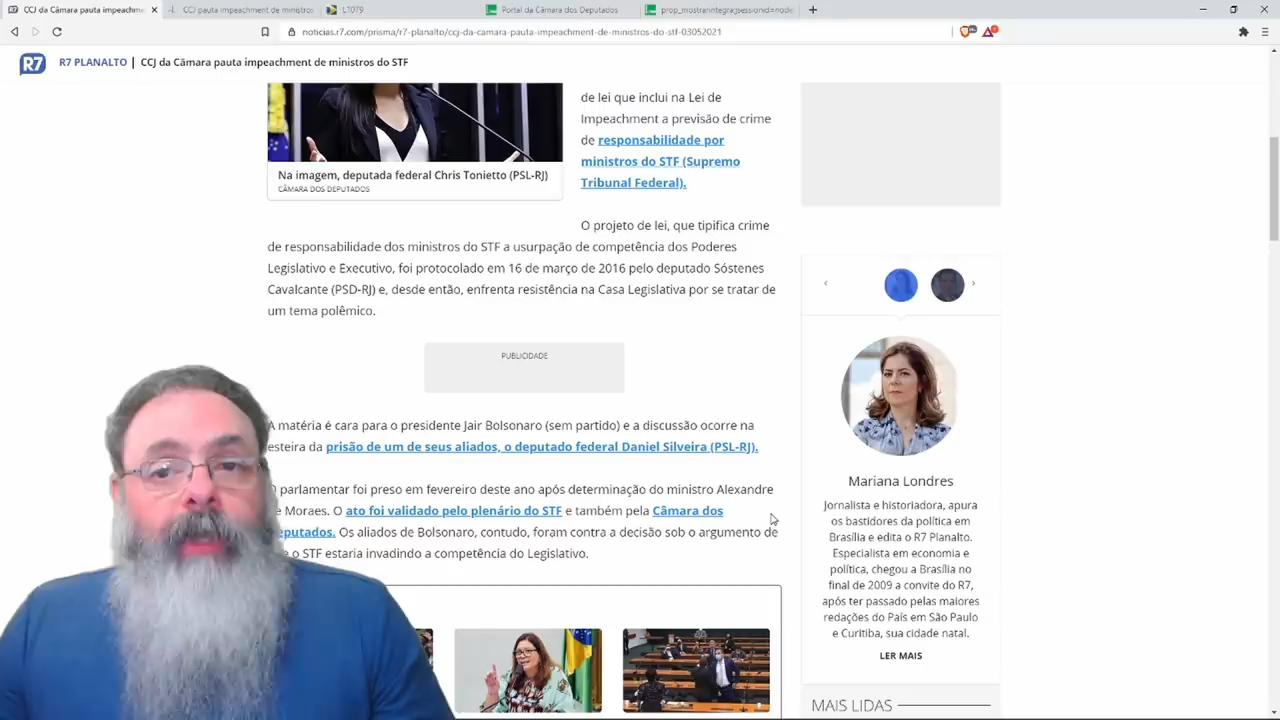 CCJ da Câmara pauta impeachme
CCJ pauta impeachment de ministros
L1079
Portal da Câmara dos Deputados
prop_mostrarintegra;jsessionid=node
noticias.r7.com/prisma/r7-planalto/ccj-da-camara-pauta-impeachment-de-ministros-do-stf-03052021
R7 R7 PLANALTO | CCJ da Câmara pauta impeachment de ministros do STF
de lei que inclui na Lei de
Impeachment a previsão de crime
de responsabilidade por
ministros do STF (Supremo
Tribunal Federal).
Na imagem, deputada federal Chris Tonietto (PSL-RJ)
CÂMARA DOS DEPUTADOS
O projeto de lei, que tipifica crime
de responsabilidade dos ministros do STF a usurpação de competência dos Poderes
Legislativo e Executivo, foi protocolado em 16 de março de 2016 pelo deputado Sóstenes
Cavalcante (PSD-RJ) e, desde então, enfrenta resistência na Casa Legislativa por se tratar de
um tema polêmico.
PUBLICIDADE
A matéria é cara para o presidente Jair Bolsonaro (sem partido) e a discussão ocorre na
esteira da prisão de um de seus aliados, o deputado federal Daniel Silveira (PSL-RJ).
parlamentar foi preso em fevereiro deste ano após determinação do ministro Alexandre
Moraes. O ato foi validado pelo plenário do STF e também pela Câmara dos
eputados. Os aliados de Bolsonaro, contudo, foram contra a decisão sob o argumento de
o STF estaria invadindo a competência do Legislativo.
Mariana Londres
Jornalista e historiadora, apura
os bastidores da política em
Brasília e edita o R7 Planalto.
Especialista em economia e
política, chegou a Brasília no
final de 2009 a convite do R7,
após ter passado pelas maiores
redações do País em São Paulo
e Curitiba, sua cidade natal.
LER MAIS
MAIS LIDAS